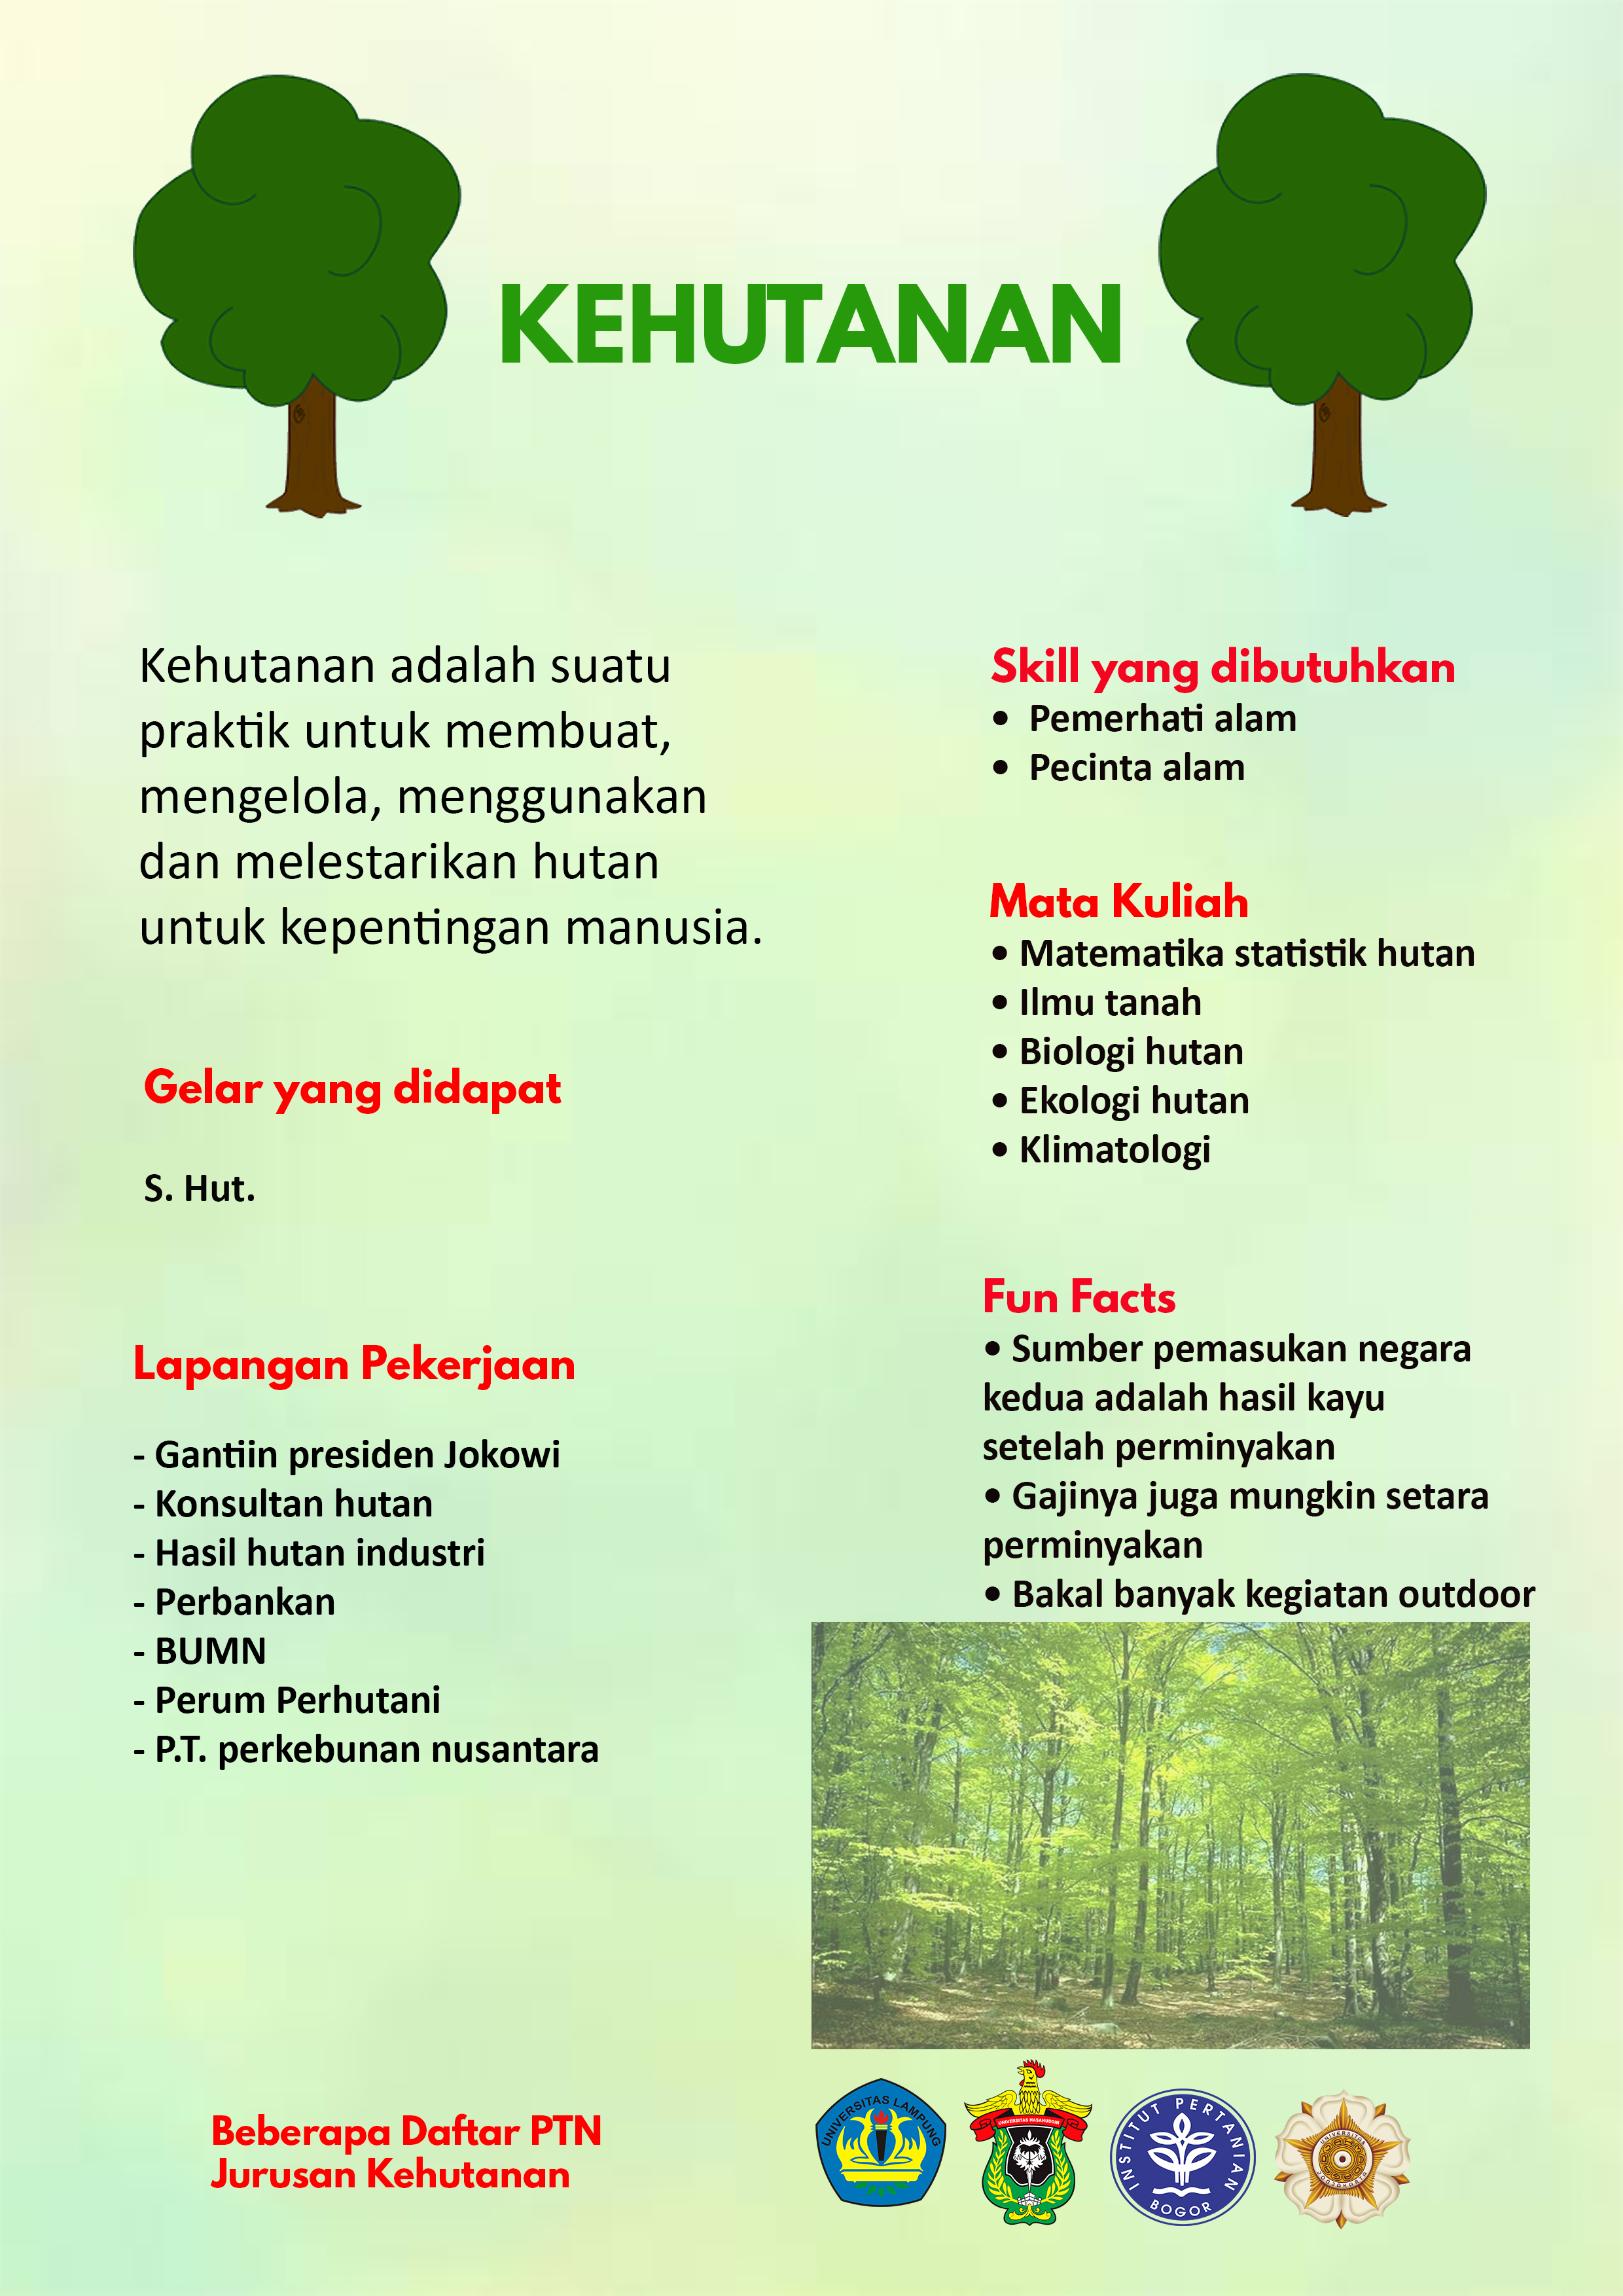 KEHUTANAN
Kehutanan adalah suatu
praktik untuk membuat,
mengelola, menggunakan
dan melestarikan hutan
untuk kepentingan manusia.
Gelar yang didapat
S. Hut.
Lapangan Pekerjaan
- Gantiin presiden Jokowi
- Konsultan hutan
- Hasil hutan industri
- Perbankan
- BUMN
- Perum Perhutani
- P.T. perkebunan nusantara
Skill yang dibutuhkan
• Pemerhati alam
• Pecinta alam
Mata Kuliah
• Matematika statistik hutan
• Ilmu tanah
• Biologi hutan
• Ekologi hutan
• Klimatologi
Fun Facts
• Sumber pemasukan negara
kedua adalah hasil kayu
setelah perminyakan
• Gajinya juga mungkin setara
perminyakan
• Bakal banyak kegiatan outdoor
Beberapa Daftar PTN
Jurusan Kehutanan
UNIVERSITAS LAMPUNG
UNIVERSITAS HASANUDDIN
INSTITUT PERTANIAN
BOGOR
UNIVERSITAS